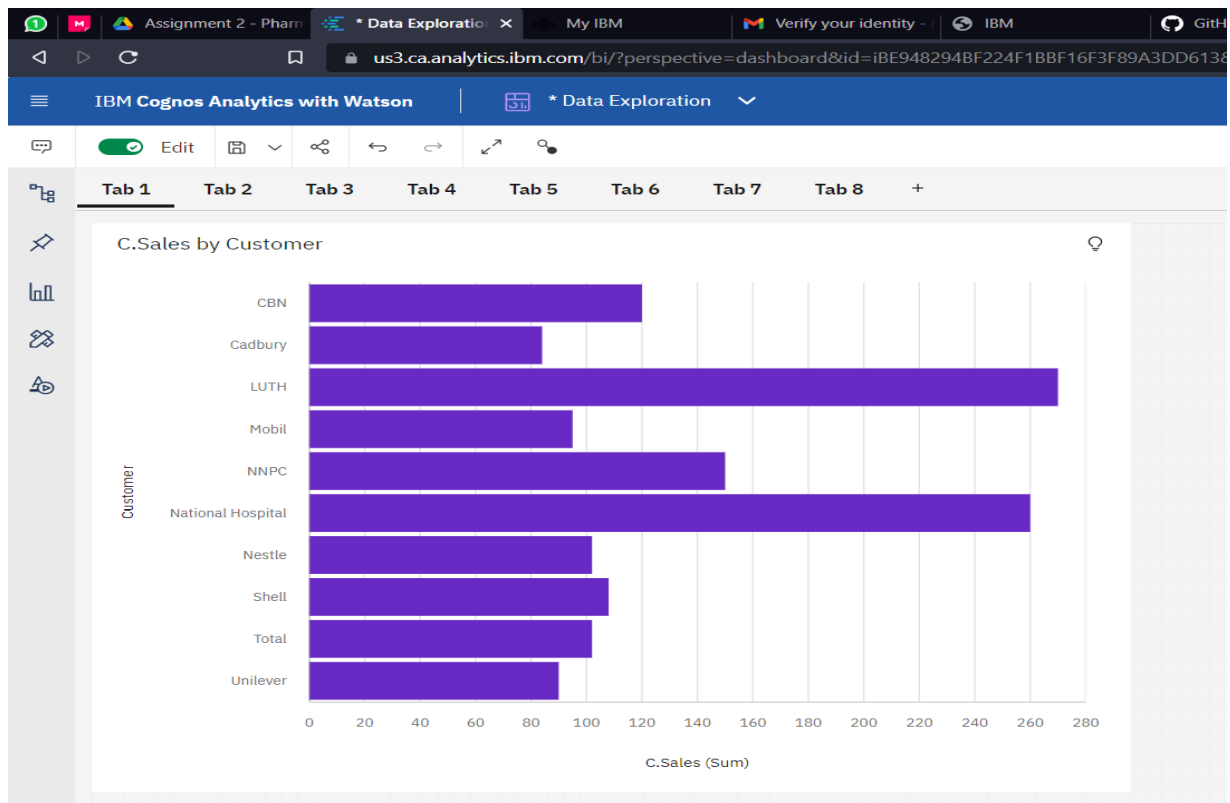 1 M Assignment 2 - Pharm * Data Exploratio × My IBM Verify your identity - IBM GitH
us3.ca.analytics.ibm.com/bi/?perspective=dashboard&id=iBE948294BF224F1BBF16F3F89A3DD6138
IBM Cognos Analytics with Watson * Data Exploration
Edit
Tab 1 Tab 2 Tab 3 Tab 4 Tab 5 Tab 6 Tab 7 Tab 8 +
C.Sales by Customer
Customer
CBN
Cadbury
LUTH
Mobil
NNPC
National Hospital
Nestle
Shell
Total
Unilever
0 20 40 60 80 100 120 140 160 180 200 220 240 260 280
C.Sales (Sum)